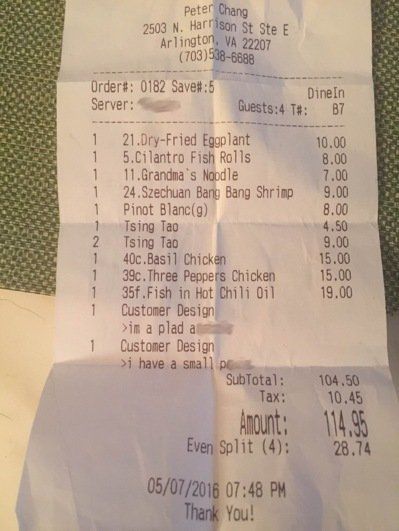 Peter Chang
2503 N. Harrison St Ste E
Arlington, VA 22207
(703)538-6688
Order#: 0182 Save#:5 DineIn
Server: Guests:4 T#: B7
1 21.Dry-Fried Eggplant 10.00
1 5.Cilantro Fish Rolls 8.00
1 11.Grandma`s Noodle 7.00
1 24.Szechuan Bang Bang Shrimp 9.00
1 Pinot Blanc(g) 8.00
1 Tsing Tao 4.50
2 Tsing Tao 9.00
1 40c.Basil Chicken 15.00
1 39c.Three Peppers Chicken 15.00
1 35f.Fish in Hot Chili Oil 19.00
1 Customer Design
>im a plad a
1 Customer Design
>i have a small p
SubTotal: 104.50
Tax: 10.45
Amount: 114.95
Even Split (4): 28.74
05/07/2016 07:48 PM
Thank You!